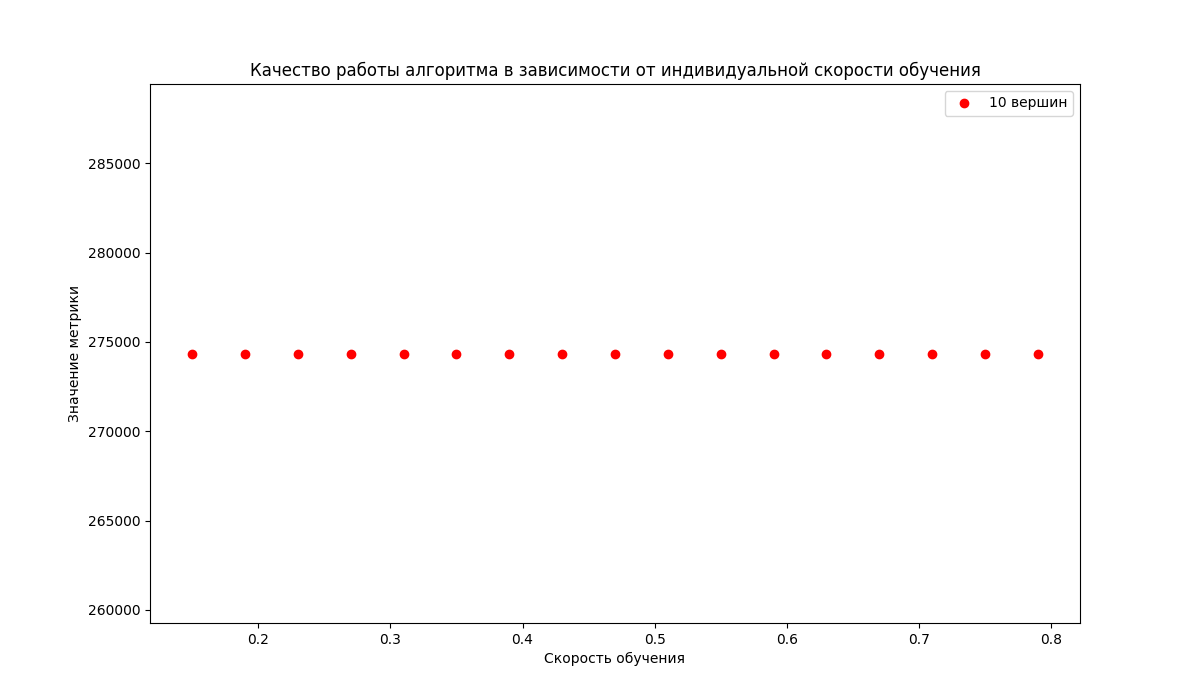 Качество работы алгоритма в зависимости от индивидуальной скорости обучения
10 вершин
285000
280000
275000
270000
265000
260000
Значение метрики
0.2 0.3 0.4 0.5 0.6 0.7 0.8
Скорость обучения